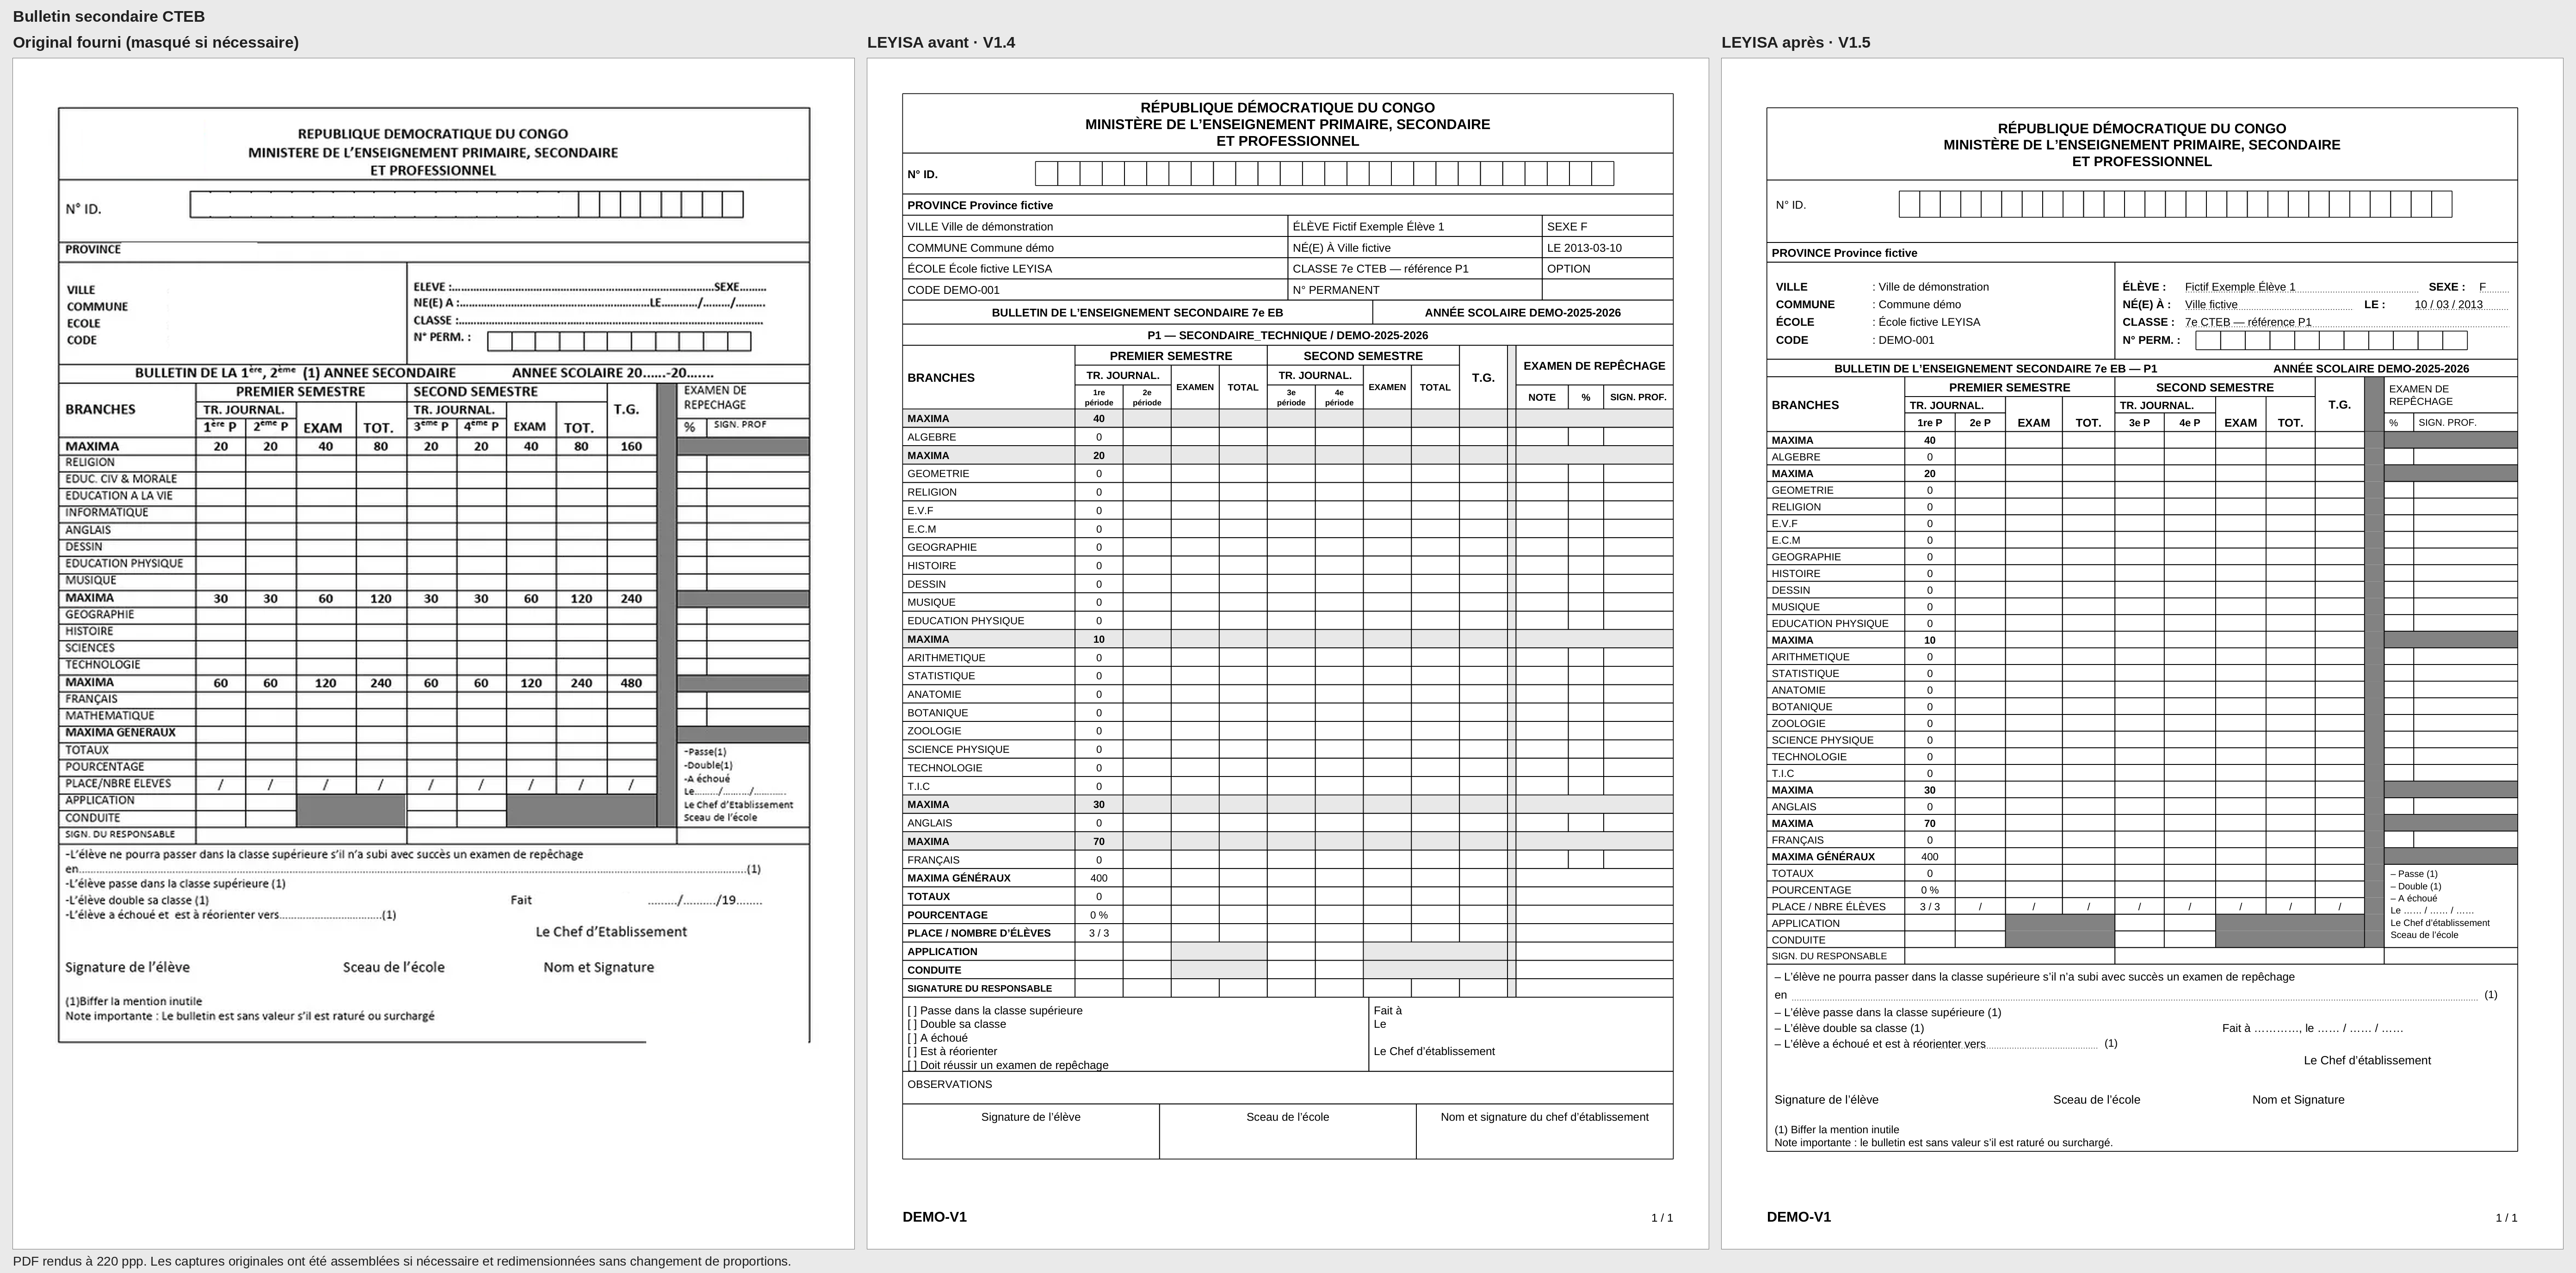 Bulletin secondaire CTEB
Original fourni (masqué si nécessaire)
REPUBLIQUE DEMOCRATIQUE DU CONGO
MINISTERE DE L'ENSEIGNEMENT PRIMAIRE, SECONDAIRE
ET PROFESSIONNEL
N° ID.
PROVINCE
VILLE
COMMUNE
ECOLE
CODE
ELEVE :..........SEXE.........
NE(E) A :..........LE........../........./.........
CLASSE :..........
N° PERM. :
BULLETIN DE LA 1ère, 2ème (1) ANNEE SECONDAIRE ANNEE SCOLAIRE 20......-20.......
BRANCHES PREMIER SEMESTRE SECOND SEMESTRE T.G. EXAMEN DE REPECHAGE
TR. JOURNAL. TR. JOURNAL.
1ère P 2ème P EXAM TOT. 3ème P 4ème P EXAM TOT. % SIGN. PROF
MAXIMA 20 20 40 80 20 20 40 80 160
RELIGION
EDUC. CIV & MORALE
EDUCATION A LA VIE
INFORMATIQUE
ANGLAIS
DESSIN
EDUCATION PHYSIQUE
MUSIQUE
MAXIMA 30 30 60 120 30 30 60 120 240
GEOGRAPHIE
HISTOIRE
SCIENCES
TECHNOLOGIE
MAXIMA 60 60 120 240 60 60 120 240 480
FRANÇAIS
MATHEMATIQUE
MAXIMA GENERAUX
TOTAUX
POURCENTAGE
PLACE/NBRE ELEVES / / / / / / / / /
APPLICATION
CONDUITE
SIGN. DU RESPONSABLE
-Passe(1)
-Double(1)
-A échoué
Le........./........./...........
Le Chef d'Etablissement
Sceau de l'école
-L'élève ne pourra passer dans la classe supérieure s'il n'a subi avec succès un examen de repêchage
en..........(1)
-L'élève passe dans la classe supérieure (1)
-L'élève double sa classe (1) Fait ........./........../19........
-L'élève a échoué et est à réorienter vers..........(1)
Le Chef d'Etablissement
Signature de l'élève Sceau de l'école Nom et Signature
(1)Biffer la mention inutile
Note importante : Le bulletin est sans valeur s'il est raturé ou surchargé
LEYISA avant · V1.4
RÉPUBLIQUE DÉMOCRATIQUE DU CONGO
MINISTÈRE DE L'ENSEIGNEMENT PRIMAIRE, SECONDAIRE
ET PROFESSIONNEL
N° ID.
PROVINCE Province fictive
VILLE Ville de démonstration ÉLÈVE Fictif Exemple Élève 1 SEXE F
COMMUNE Commune démo NÉ(E) À Ville fictive LE 2013-03-10
ÉCOLE École fictive LEYISA CLASSE 7e CTEB — référence P1 OPTION
CODE DEMO-001 N° PERMANENT
BULLETIN DE L'ENSEIGNEMENT SECONDAIRE 7e EB ANNÉE SCOLAIRE DEMO-2025-2026
P1 — SECONDAIRE_TECHNIQUE / DEMO-2025-2026
BRANCHES PREMIER SEMESTRE SECOND SEMESTRE T.G. EXAMEN DE REPÊCHAGE
TR. JOURNAL. EXAMEN TOTAL TR. JOURNAL. EXAMEN TOTAL
1re période 2e période 3e période 4e période NOTE % SIGN. PROF.
MAXIMA 40
ALGEBRE 0
MAXIMA 20
GEOMETRIE 0
RELIGION 0
E.V.F 0
E.C.M 0
GEOGRAPHIE 0
HISTOIRE 0
DESSIN 0
MUSIQUE 0
EDUCATION PHYSIQUE 0
MAXIMA 10
ARITHMETIQUE 0
STATISTIQUE 0
ANATOMIE 0
BOTANIQUE 0
ZOOLOGIE 0
SCIENCE PHYSIQUE 0
TECHNOLOGIE 0
T.I.C 0
MAXIMA 30
ANGLAIS 0
MAXIMA 70
FRANÇAIS 0
MAXIMA GÉNÉRAUX 400
TOTAUX 0
POURCENTAGE 0 %
PLACE / NOMBRE D'ÉLÈVES 3 / 3
APPLICATION
CONDUITE
SIGNATURE DU RESPONSABLE
[ ] Passe dans la classe supérieure
[ ] Double sa classe
[ ] A échoué
[ ] Est à réorienter
[ ] Doit réussir un examen de repêchage
Fait à
Le
Le Chef d'établissement
OBSERVATIONS
Signature de l'élève Sceau de l'école Nom et signature du chef d'établissement
DEMO-V1 1 / 1
LEYISA après · V1.5
RÉPUBLIQUE DÉMOCRATIQUE DU CONGO
MINISTÈRE DE L'ENSEIGNEMENT PRIMAIRE, SECONDAIRE
ET PROFESSIONNEL
N° ID.
PROVINCE Province fictive
VILLE : Ville de démonstration
COMMUNE : Commune démo
ÉCOLE : École fictive LEYISA
CODE : DEMO-001
ÉLÈVE : Fictif Exemple Élève 1 SEXE : F
NÉ(E) À : Ville fictive LE : 10 / 03 / 2013
CLASSE : 7e CTEB — référence P1
N° PERM. :
BULLETIN DE L'ENSEIGNEMENT SECONDAIRE 7e EB — P1 ANNÉE SCOLAIRE DEMO-2025-2026
BRANCHES PREMIER SEMESTRE SECOND SEMESTRE T.G. EXAMEN DE REPÊCHAGE
TR. JOURNAL. TR. JOURNAL.
1re P 2e P EXAM TOT. 3e P 4e P EXAM TOT. % SIGN. PROF.
MAXIMA 40
ALGEBRE 0
MAXIMA 20
GEOMETRIE 0
RELIGION 0
E.V.F 0
E.C.M 0
GEOGRAPHIE 0
HISTOIRE 0
DESSIN 0
MUSIQUE 0
EDUCATION PHYSIQUE 0
MAXIMA 10
ARITHMETIQUE 0
STATISTIQUE 0
ANATOMIE 0
BOTANIQUE 0
ZOOLOGIE 0
SCIENCE PHYSIQUE 0
TECHNOLOGIE 0
T.I.C 0
MAXIMA 30
ANGLAIS 0
MAXIMA 70
FRANÇAIS 0
MAXIMA GÉNÉRAUX 400
TOTAUX 0
POURCENTAGE 0 %
PLACE / NBRE ÉLÈVES 3 / 3 / / / / / / / /
APPLICATION
CONDUITE
SIGN. DU RESPONSABLE
– Passe (1)
– Double (1)
– A échoué
Le …… / …… / ……
Le Chef d'établissement
Sceau de l'école
– L'élève ne pourra passer dans la classe supérieure s'il n'a subi avec succès un examen de repêchage
en (1)
– L'élève passe dans la classe supérieure (1)
– L'élève double sa classe (1) Fait à …………, le …… / …… / ……
– L'élève a échoué et est à réorienter vers (1)
Le Chef d'établissement
Signature de l'élève Sceau de l'école Nom et Signature
(1) Biffer la mention inutile
Note importante : le bulletin est sans valeur s'il est raturé ou surchargé.
DEMO-V1 1 / 1
PDF rendus à 220 ppp. Les captures originales ont été assemblées si nécessaire et redimensionnées sans changement de proportions.